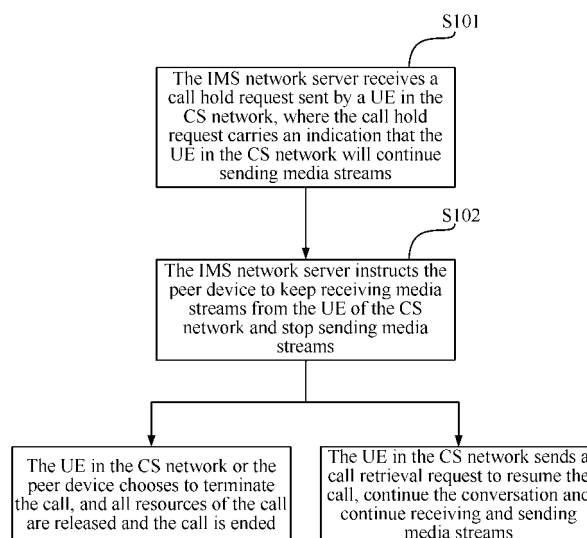 S101
The IMS network server receives a
call hold request sent by a UE in the
CS network, where the call hold
request carries an indication that the
UE in the CS network will continue
sending media streams
S102
The IMS network server instructs the
peer device to keep receiving media
streams from the UE of the CS
network and stop sending media
streams
The UE in the CS network or the
peer device chooses to terminate
the call, and all resources of the call
are released and the call is ended
The UE in the CS network sends a
call retrieval request to resume the
call, continue the conversation and
continue receiving and sending
media streams